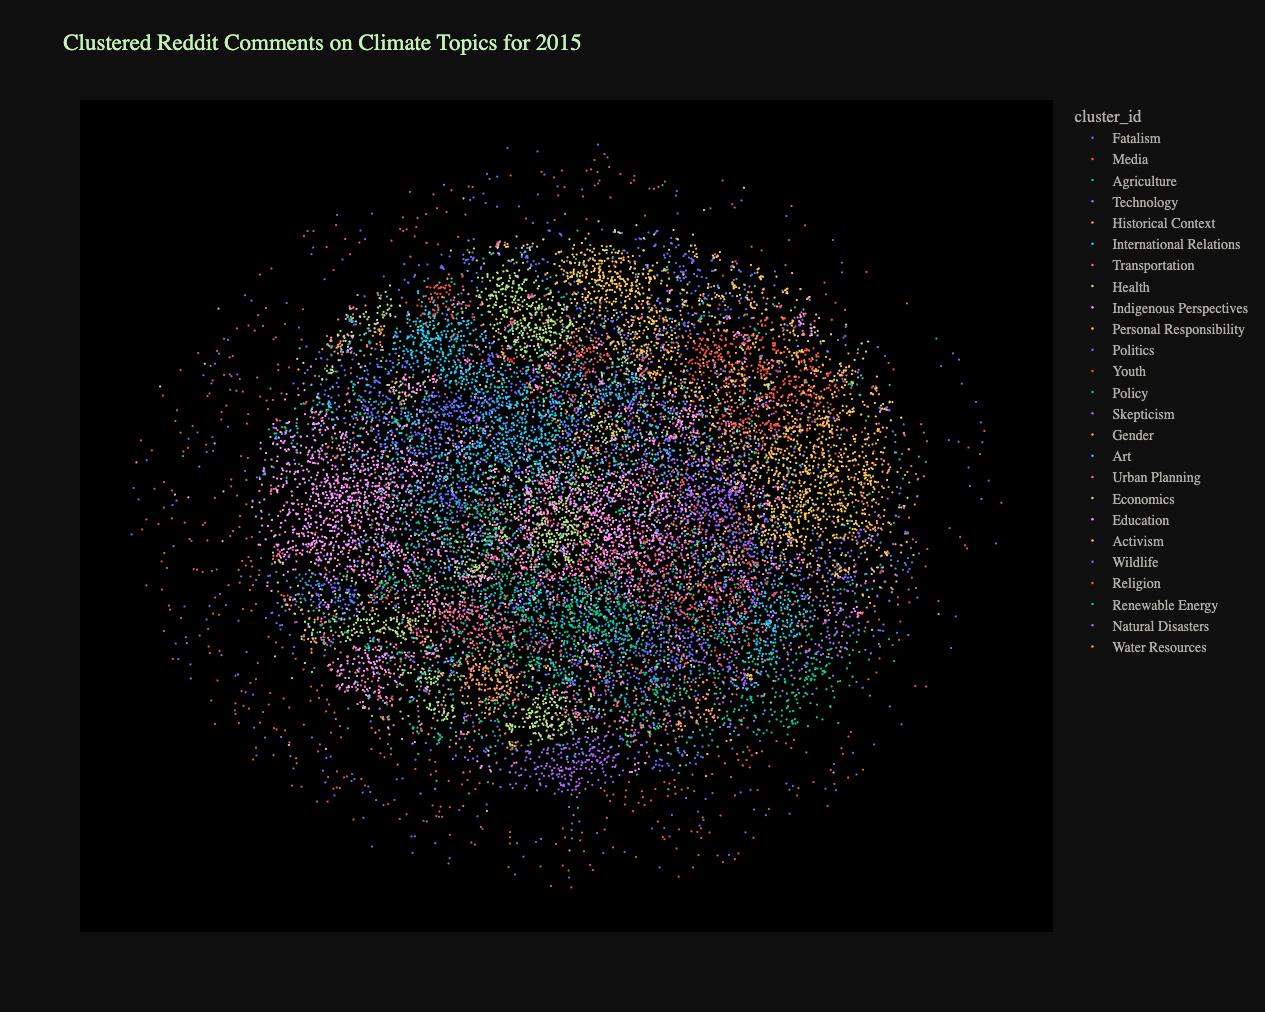 Clustered Reddit Comments on Climate Topics for 2015
cluster_id
Fatalism
Media
Agriculture
Technology
Historical Context
International Relations
Transportation
Health
Indigenous Perspectives
Personal Responsibility
Politics
Youth
Policy
Skepticism
Gender
Art
Urban Planning
Economics
Education
Activism
Wildlife
Religion
Renewable Energy
Natural Disasters
Water Resources